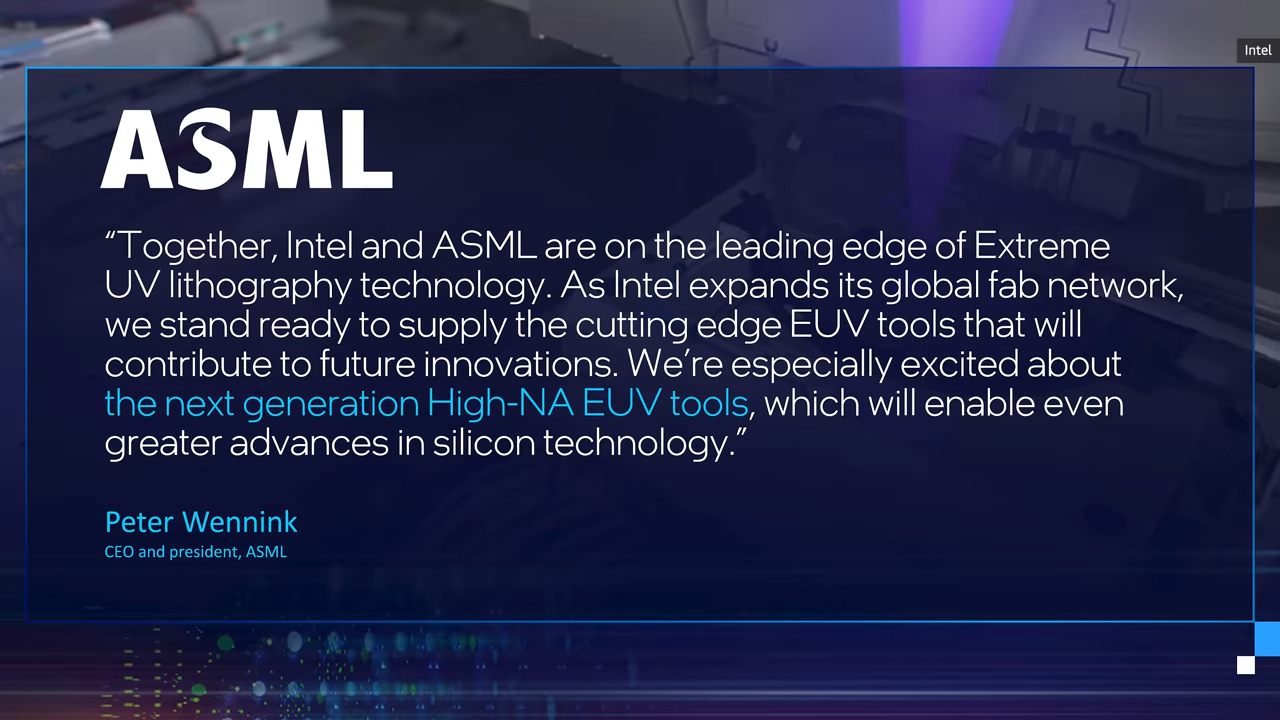 Intel
ASML
“Together, Intel and ASML are on the leading edge of Extreme
UV lithography technology. As Intel expands its global fab network,
we stand ready to supply the cutting edge EUV tools that will
contribute to future innovations. We’re especially excited about
the next generation High-NA EUV tools, which will enable even
greater advances in silicon technology.”
Peter Wennink
CEO and president, ASML